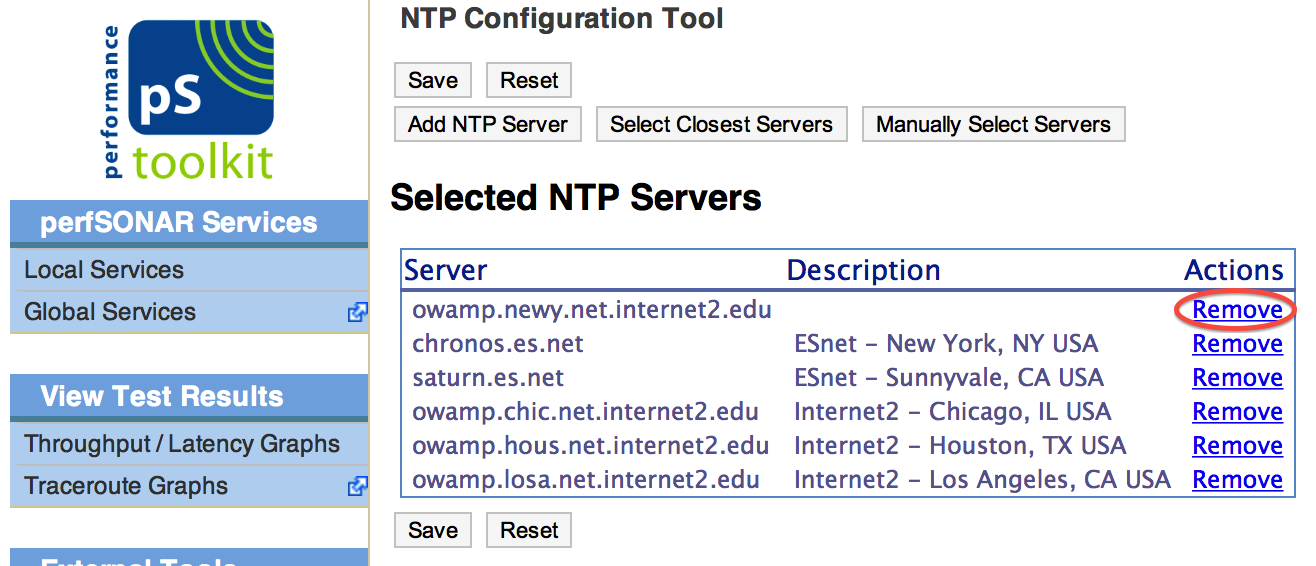 performance
pS
toolkit
perfSONAR Services
Local Services
Global Services
View Test Results
Throughput / Latency Graphs
Traceroute Graphs
External Tools
NTP Configuration Tool
Save Reset
Add NTP Server Select Closest Servers Manually Select Servers
Selected NTP Servers
Server Description Actions
owamp.newy.net.internet2.edu Remove
chronos.es.net ESnet - New York, NY USA Remove
saturn.es.net ESnet - Sunnyvale, CA USA Remove
owamp.chic.net.internet2.edu Internet2 - Chicago, IL USA Remove
owamp.hous.net.internet2.edu Internet2 - Houston, TX USA Remove
owamp.losa.net.internet2.edu Internet2 - Los Angeles, CA USA Remove
Save Reset